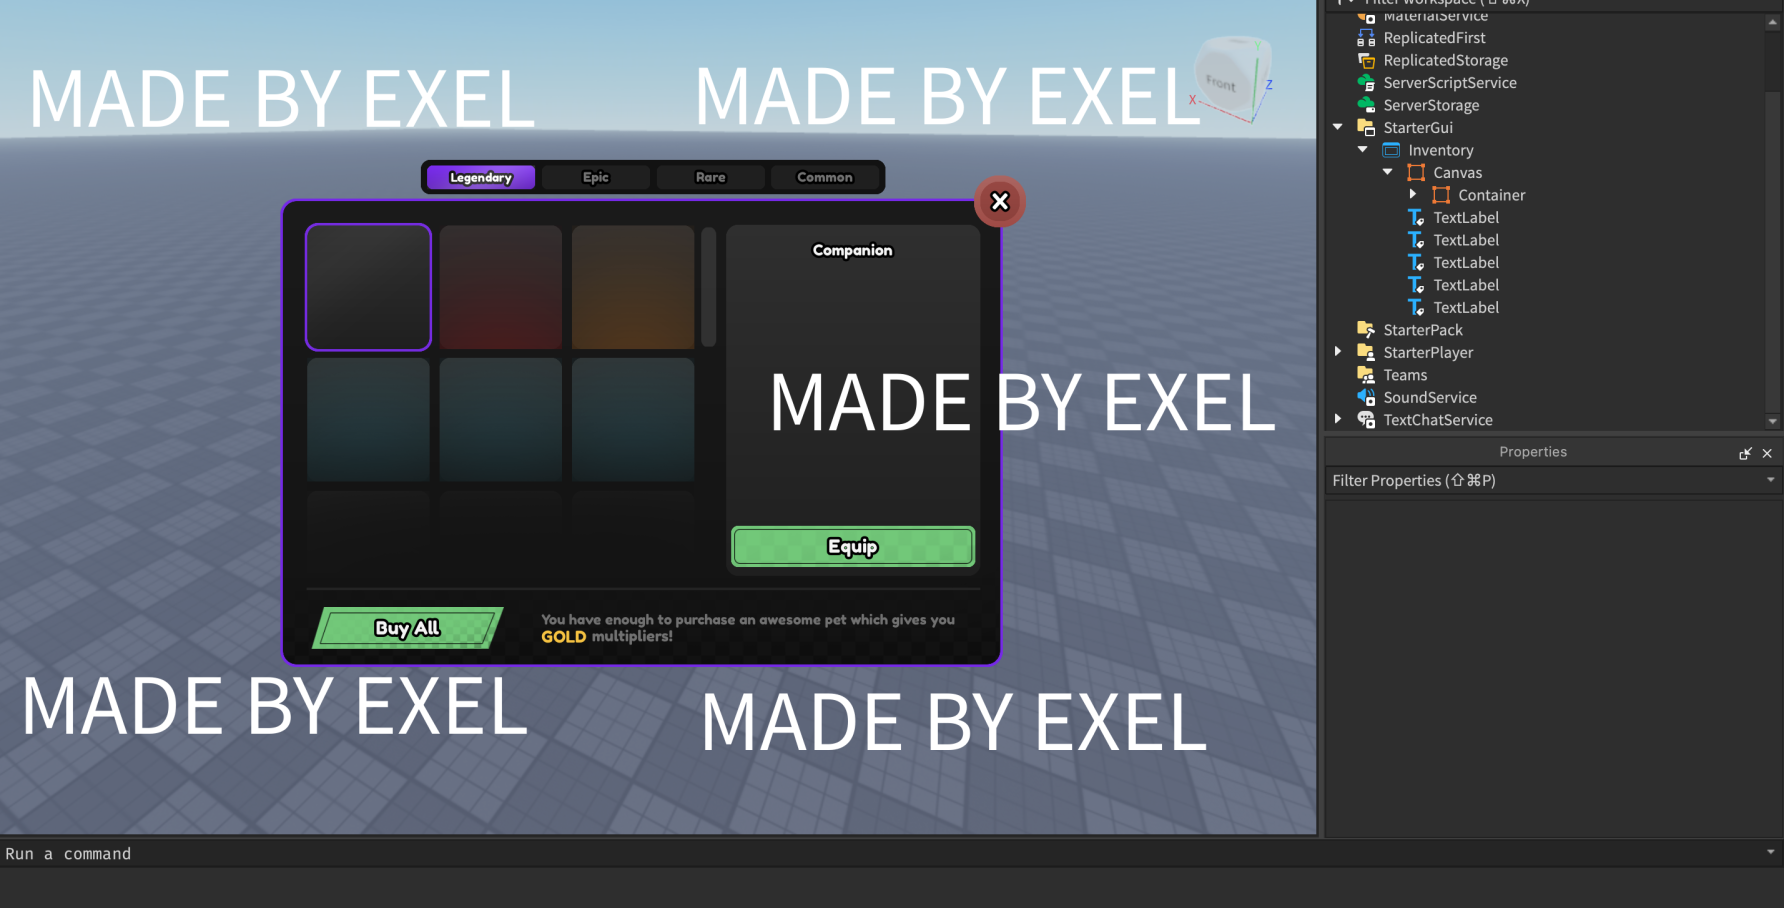 Filter workspace (⇧⌘X)
MaterialService
ReplicatedFirst
ReplicatedStorage
ServerScriptService
ServerStorage
StarterGui
Inventory
Canvas
Container
TextLabel
TextLabel
TextLabel
TextLabel
TextLabel
StarterPack
StarterPlayer
Teams
SoundService
TextChatService
Properties
Filter Properties (⇧⌘P)
MADE BY EXEL
MADE BY EXEL
Front
Y
Z
X
Legendary
Epic
Rare
Common
X
Companion
MADE BY EXEL
Equip
Buy All
You have enough to purchase an awesome pet which gives you
GOLD multipliers!
MADE BY EXEL
MADE BY EXEL
Run a command